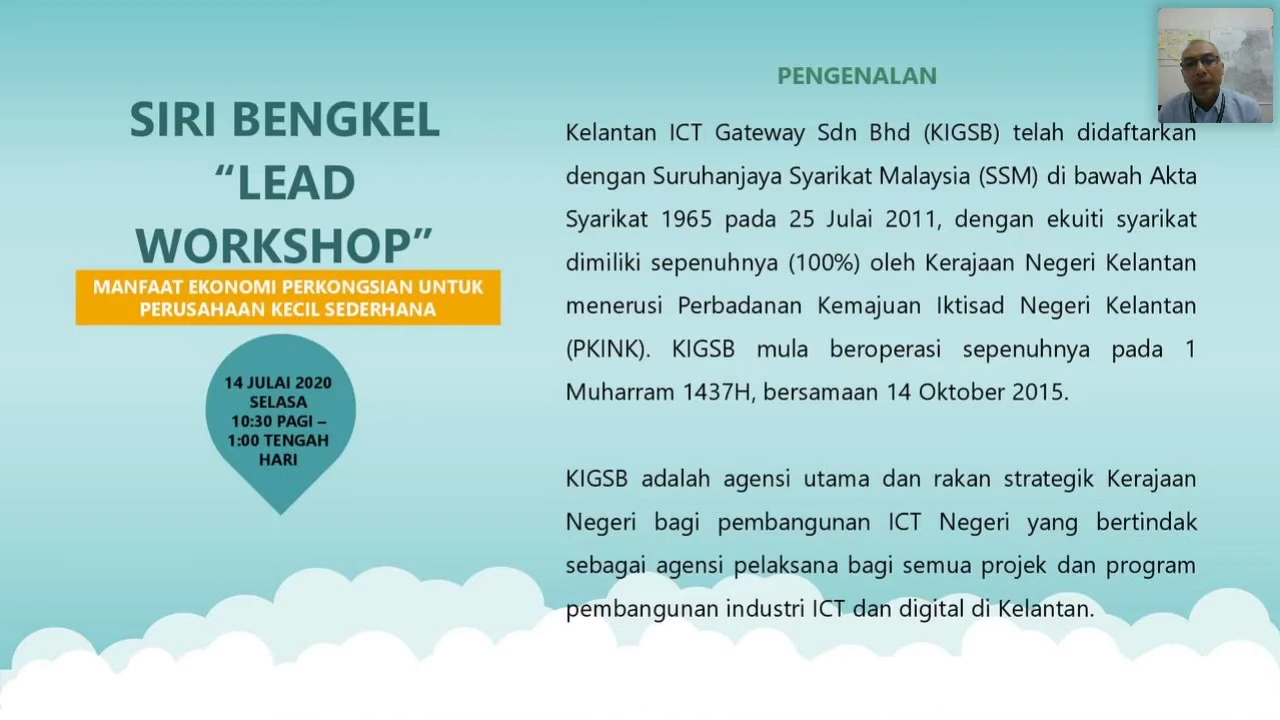 SIRI BENGKEL
“LEAD
WORKSHOP”
MANFAAT EKONOMI PERKONGSIAN UNTUK
PERUSAHAAN KECIL SEDERHANA
14 JULAI 2020
SELASA
10:30 PAGI –
1:00 TENGAH
HARI
PENGENALAN
Kelantan ICT Gateway Sdn Bhd (KIGSB) telah didaftarkan
dengan Suruhanjaya Syarikat Malaysia (SSM) di bawah Akta
Syarikat 1965 pada 25 Julai 2011, dengan ekuiti syarikat
dimiliki sepenuhnya (100%) oleh Kerajaan Negeri Kelantan
menerusi Perbadanan Kemajuan Iktisad Negeri Kelantan
(PKINK). KIGSB mula beroperasi sepenuhnya pada 1
Muharram 1437H, bersamaan 14 Oktober 2015.
KIGSB adalah agensi utama dan rakan strategik Kerajaan
Negeri bagi pembangunan ICT Negeri yang bertindak
sebagai agensi pelaksana bagi semua projek dan program
pembangunan industri ICT dan digital di Kelantan.